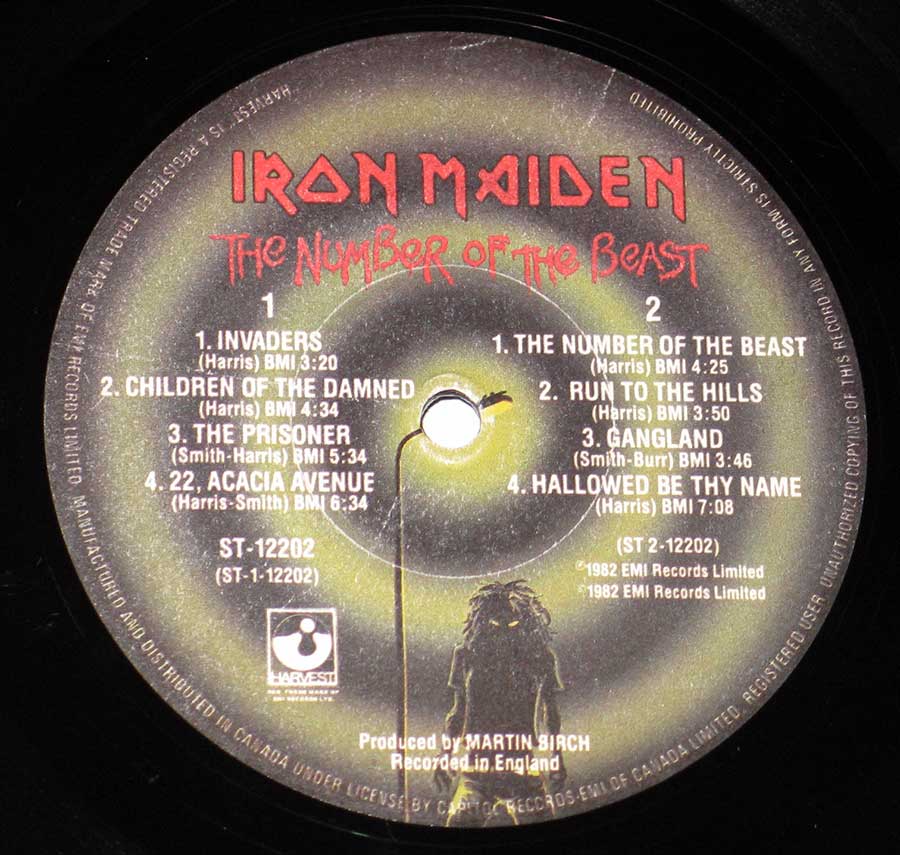 IRON MAIDEN
THE NUMBER OF THE BEAST
1
1. INVADERS
(Harris) BMI 3:20
2. CHILDREN OF THE DAMNED
(Harris) BMI 4:34
3. THE PRISONER
(Smith-Harris) BMI 5:34
4. 22, ACACIA AVENUE
(Harris-Smith) BMI 6:34
ST-12202
(ST-1-12202)
2
1. THE NUMBER OF THE BEAST
(Harris) BMI 4:25
2. RUN TO THE HILLS
(Harris) BMI 3:50
3. GANGLAND
(Smith-Burr) BMI 3:46
4. HALLOWED BE THY NAME
(Harris) BMI 7:08
(ST 2-12202)
℗1982 EMI Records Limited
©1982 EMI Records Limited
HARVEST
REG. TRADE MARK OF
EMI RECORDS LTD.
Produced by MARTIN BIRCH
Recorded in England
"HARVEST" IS A REGISTERED TRADE MARK OF EMI RECORDS LIMITED. MANUFACTURED AND DISTRIBUTED IN CANADA UNDER LICENSE BY CAPITOL RECORDS-EMI OF CANADA LIMITED, REGISTERED USER. UNAUTHORIZED COPYING OF THIS RECORD IN ANY FORM IS STRICTLY PROHIBITED